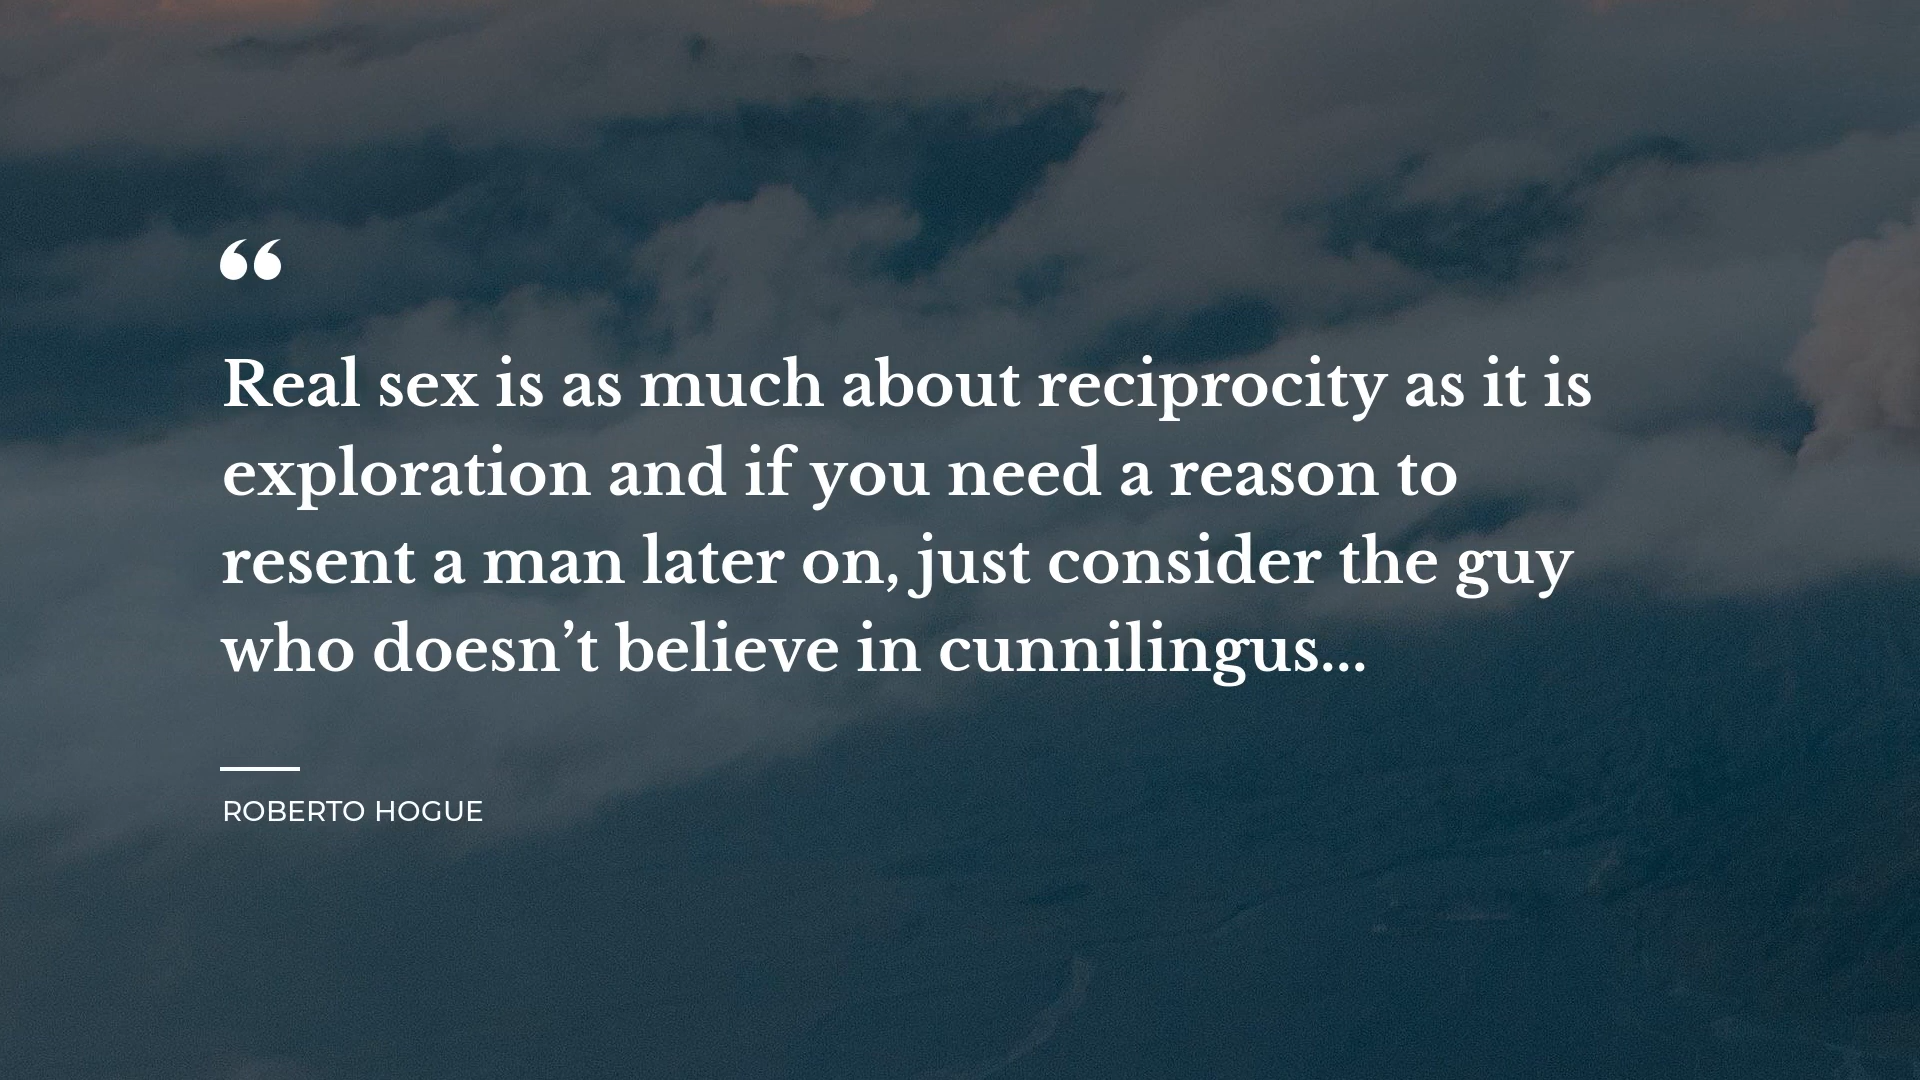 “
Real sex is as much about reciprocity as it is
exploration and if you need a reason to
resent a man later on, just consider the guy
who doesn’t believe in cunnilingus...
ROBERTO HOGUE